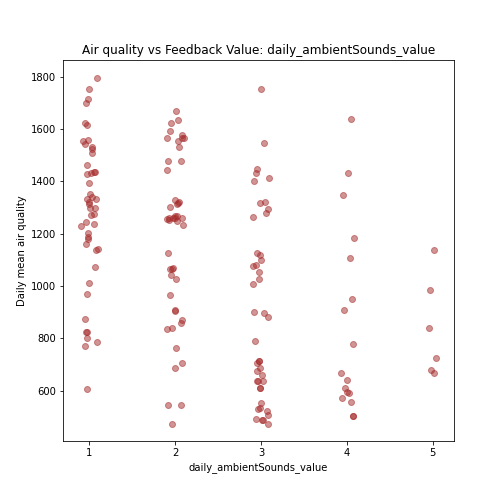 Air quality vs Feedback Value: daily_ambientSounds_value
Daily mean air quality
1800
1600
1400
1200
1000
800
600
1 2 3 4 5
daily_ambientSounds_value